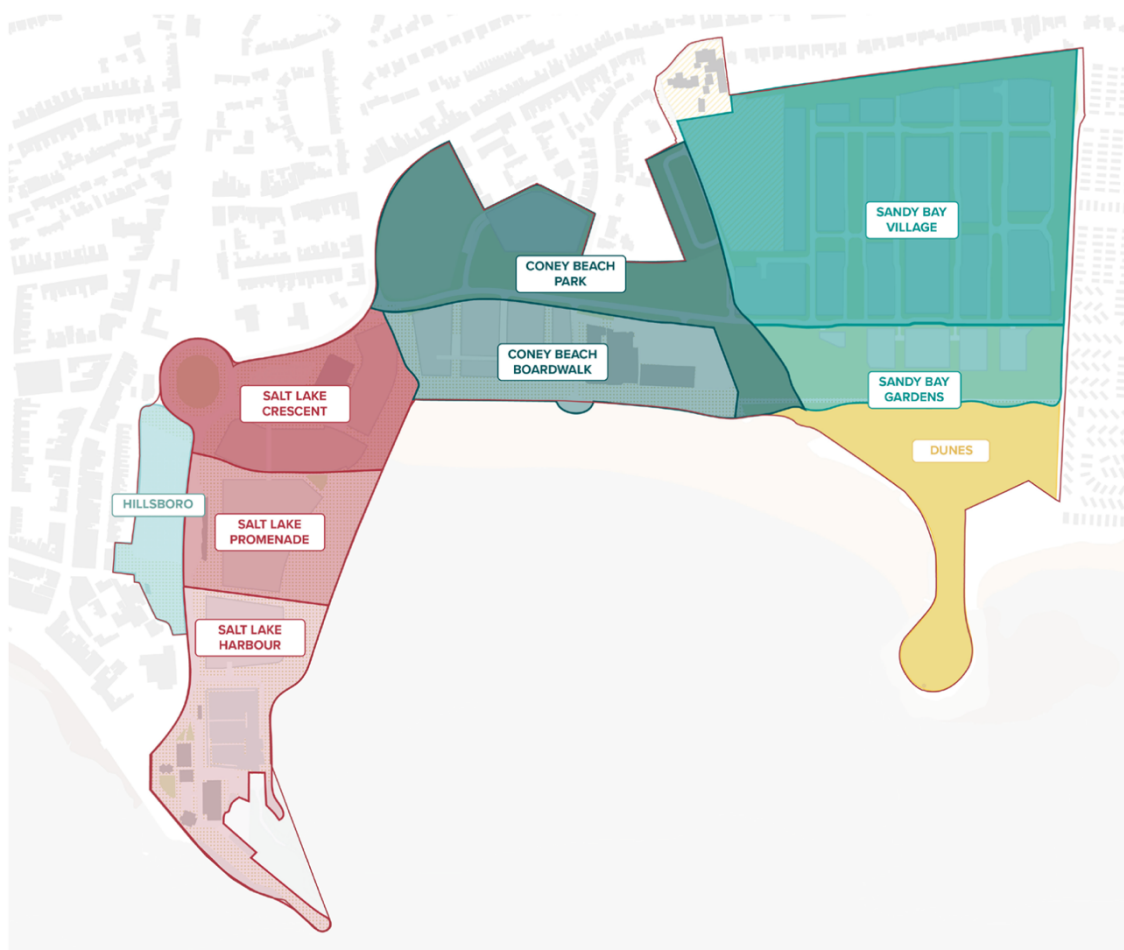 SANDY BAY
VILLAGE
CONEY BEACH
PARK
CONEY BEACH
BOARDWALK
SANDY BAY
GARDENS
SALT LAKE
CRESCENT
DUNES
HILLSBORO
SALT LAKE
PROMENADE
SALT LAKE
HARBOUR